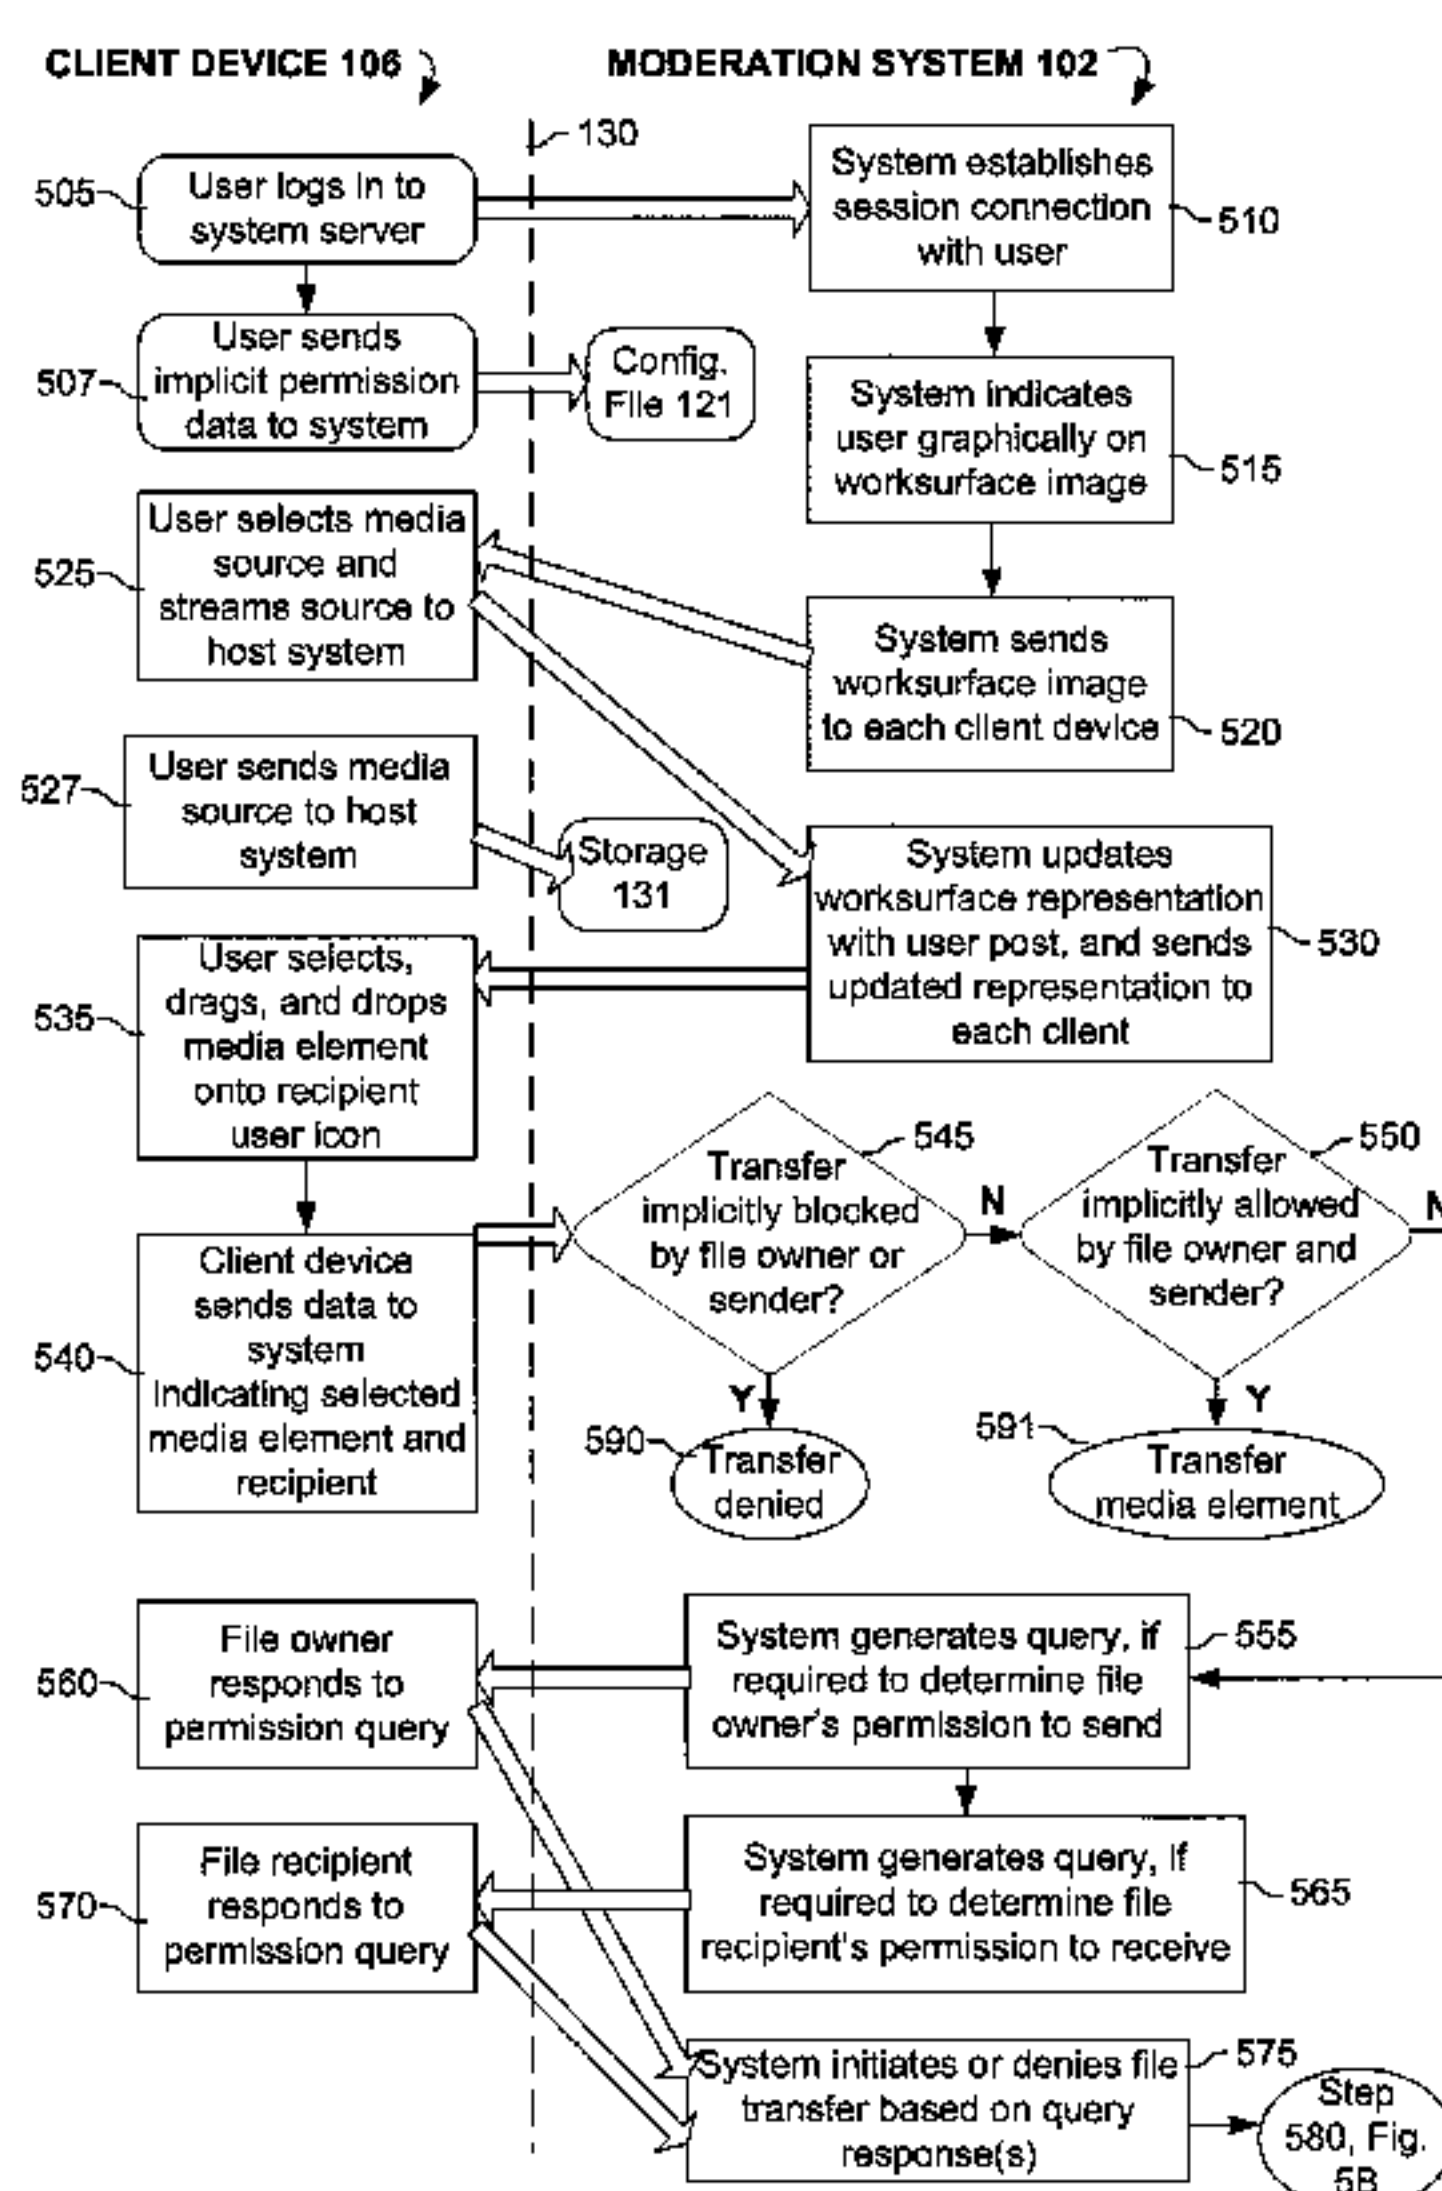 CLIENT DEVICE 106
MODERATION SYSTEM 102
130
505
User logs in to
system server
System establishes
session connection
with user
510
507
User sends
implicit permission
data to system
Config.
File 121
System indicates
user graphically on
worksurface image
515
525
User selects media
source and
streams source to
host system
System sends
worksurface image
to each client device
520
527
User sends media
source to host
system
Storage
131
System updates
worksurface representation
with user post, and sends
updated representation to
each client
530
535
User selects,
drags, and drops
media element
onto recipient
user icon
545
Transfer
implicitly blocked
by file owner or
sender?
N
550
Transfer
implicitly allowed
by file owner and
sender?
N
540
Client device
sends data to
system
indicating selected
media element and
recipient
Y
590
Transfer
denied
Y
591
Transfer
media element
560
File owner
responds to
permission query
System generates query, if
required to determine file
owner's permission to send
555
570
File recipient
responds to
permission query
System generates query, if
required to determine file
recipient's permission to receive
565
System initiates or denies file
transfer based on query
response(s)
575
Step
580, Fig.
5B